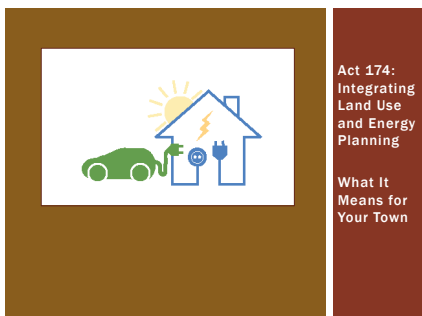 Act 174:
Integrating
Land Use
and Energy
Planning
What It
Means for
Your Town